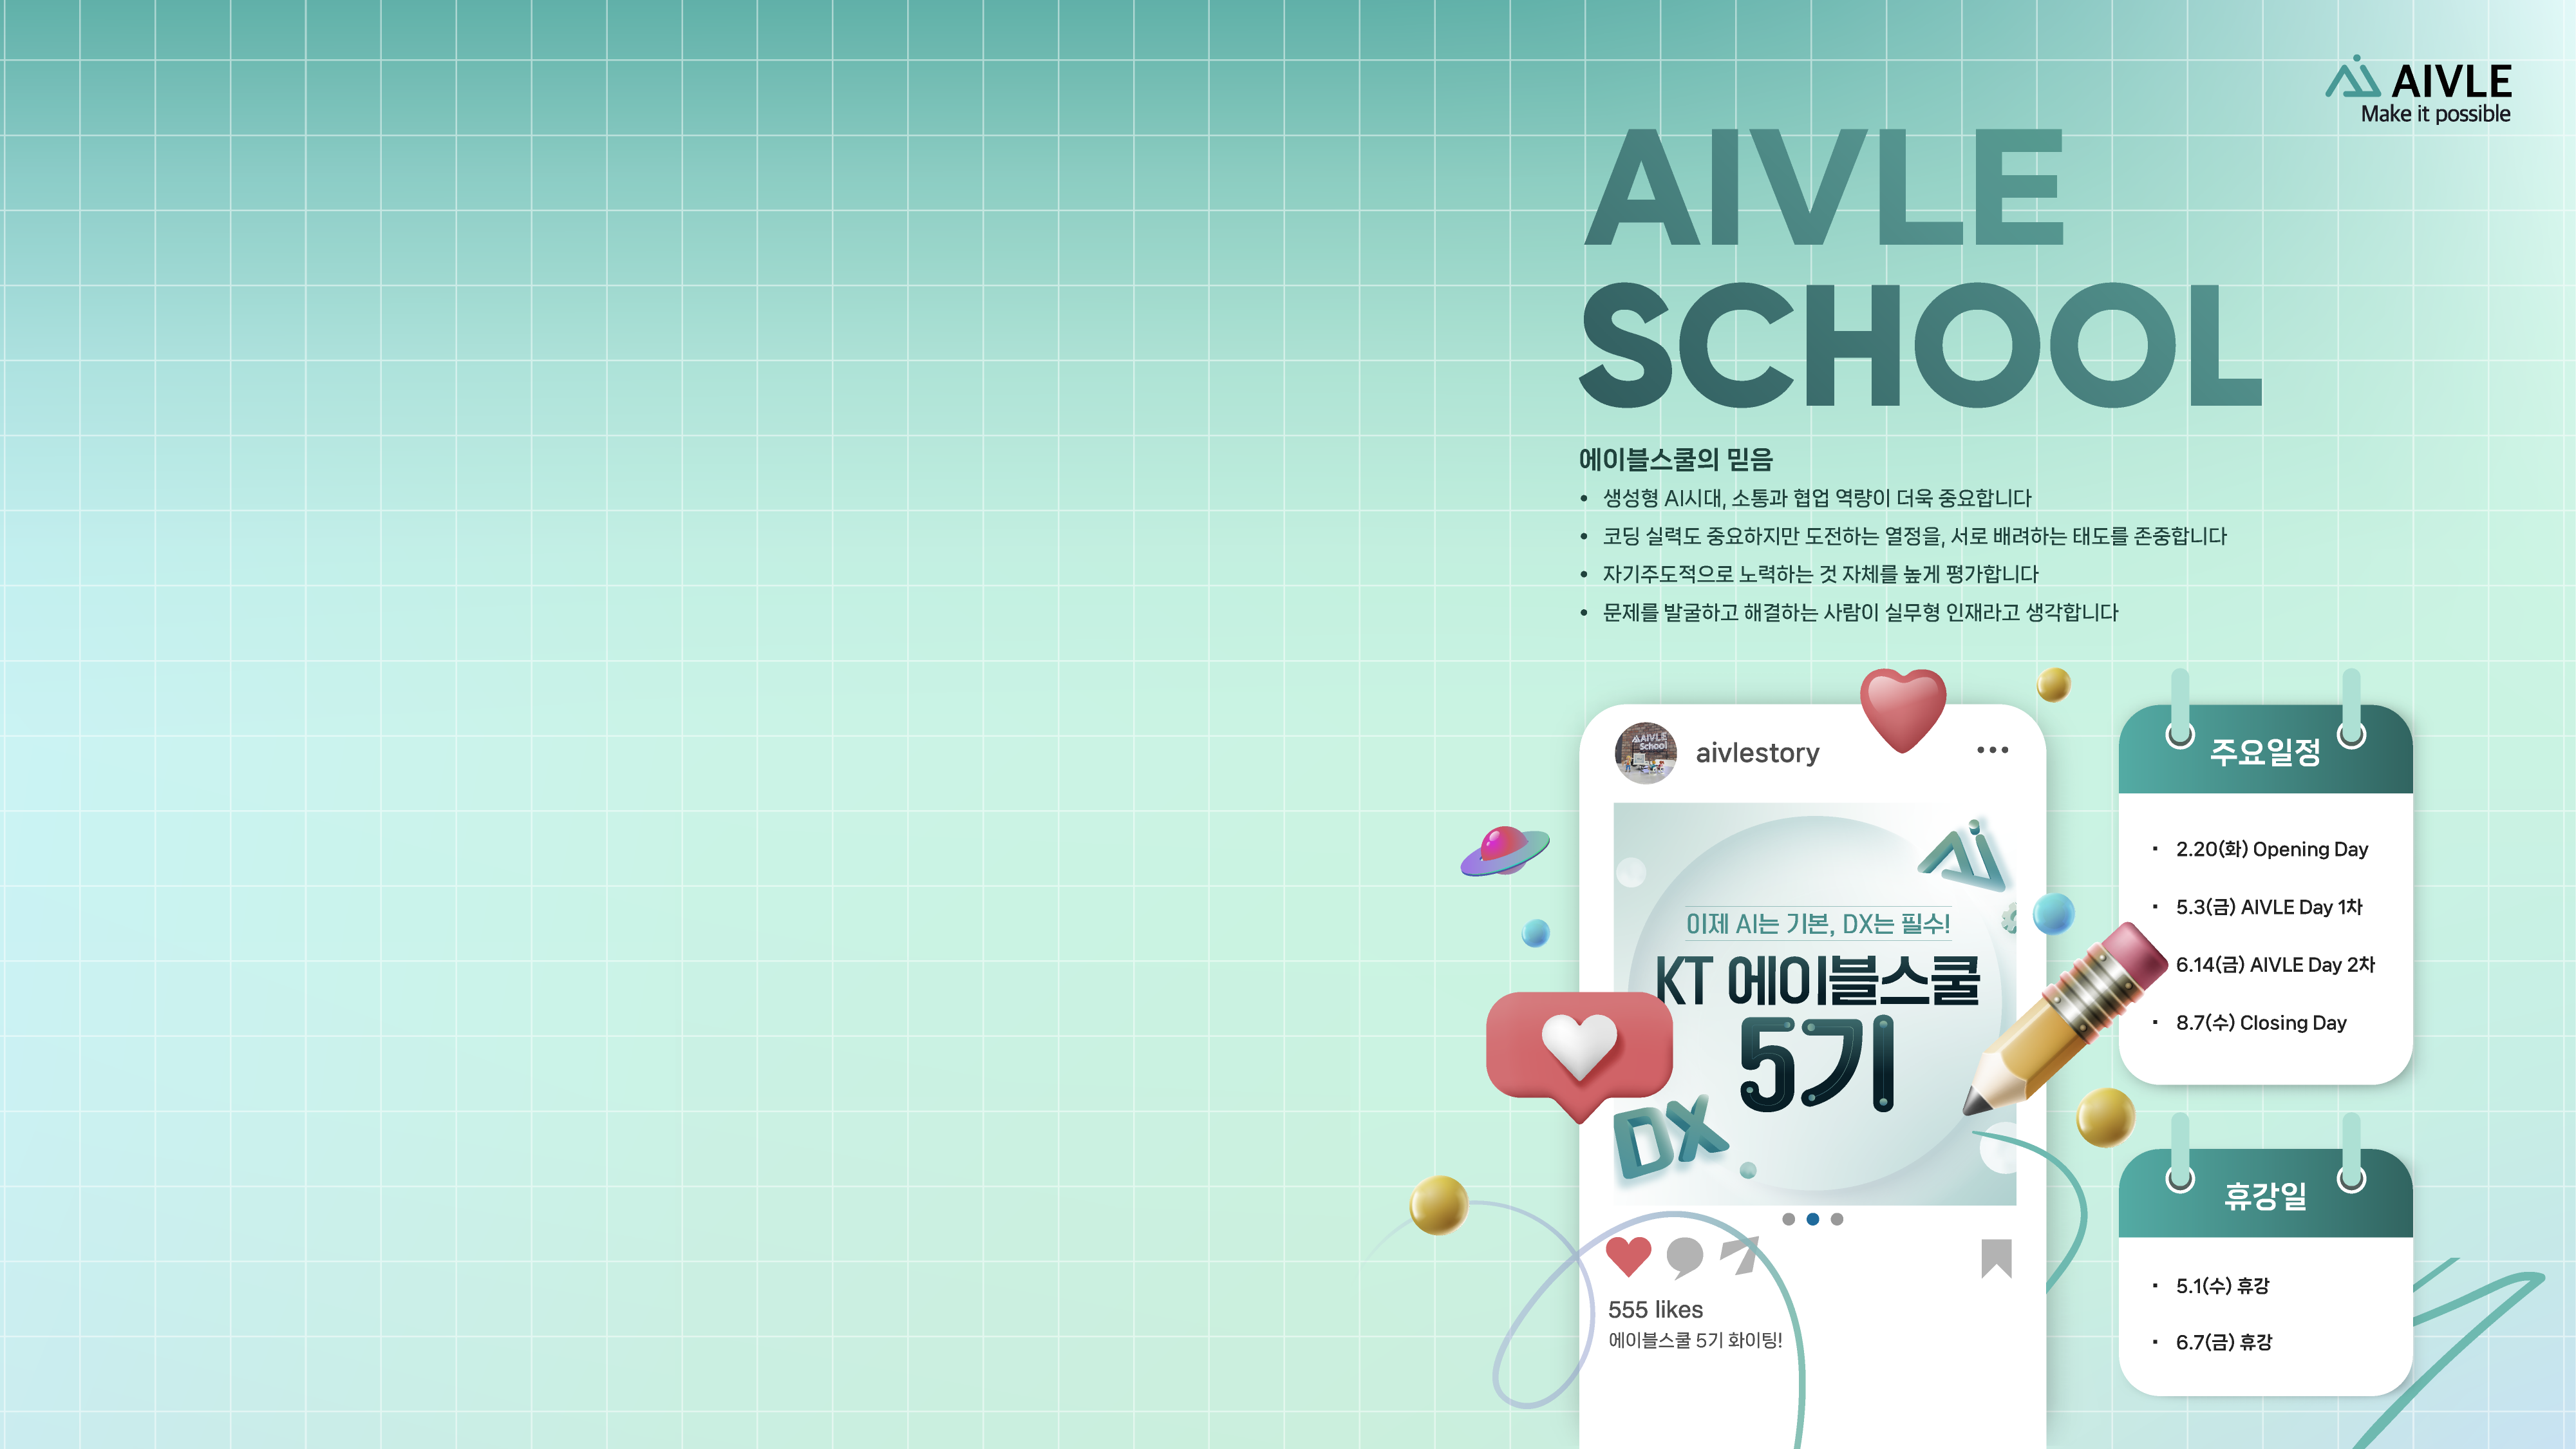 AIVLE
Make it possible
AIVLE
SCHOOL
에이블스쿨의 믿음
• 생성형 AI시대, 소통과 협업 역량이 더욱 중요합니다
• 코딩 실력도 중요하지만 도전하는 열정을, 서로 배려하는 태도를 존중합니다
• 자기주도적으로 노력하는 것 자체를 높게 평가합니다
• 문제를 발굴하고 해결하는 사람이 실무형 인재라고 생각합니다
AIVLE
School
aivlestory
Ai
이제 AI는 기본, DX는 필수!
KT 에이블스쿨
5기
DX
555 likes
에이블스쿨 5기 화이팅!
주요일정
· 2.20(화) Opening Day
· 5.3(금) AIVLE Day 1차
6.14(금) AIVLE Day 2차
· 8.7(수) Closing Day
휴강일
· 5.1(수) 휴강
· 6.7(금) 휴강